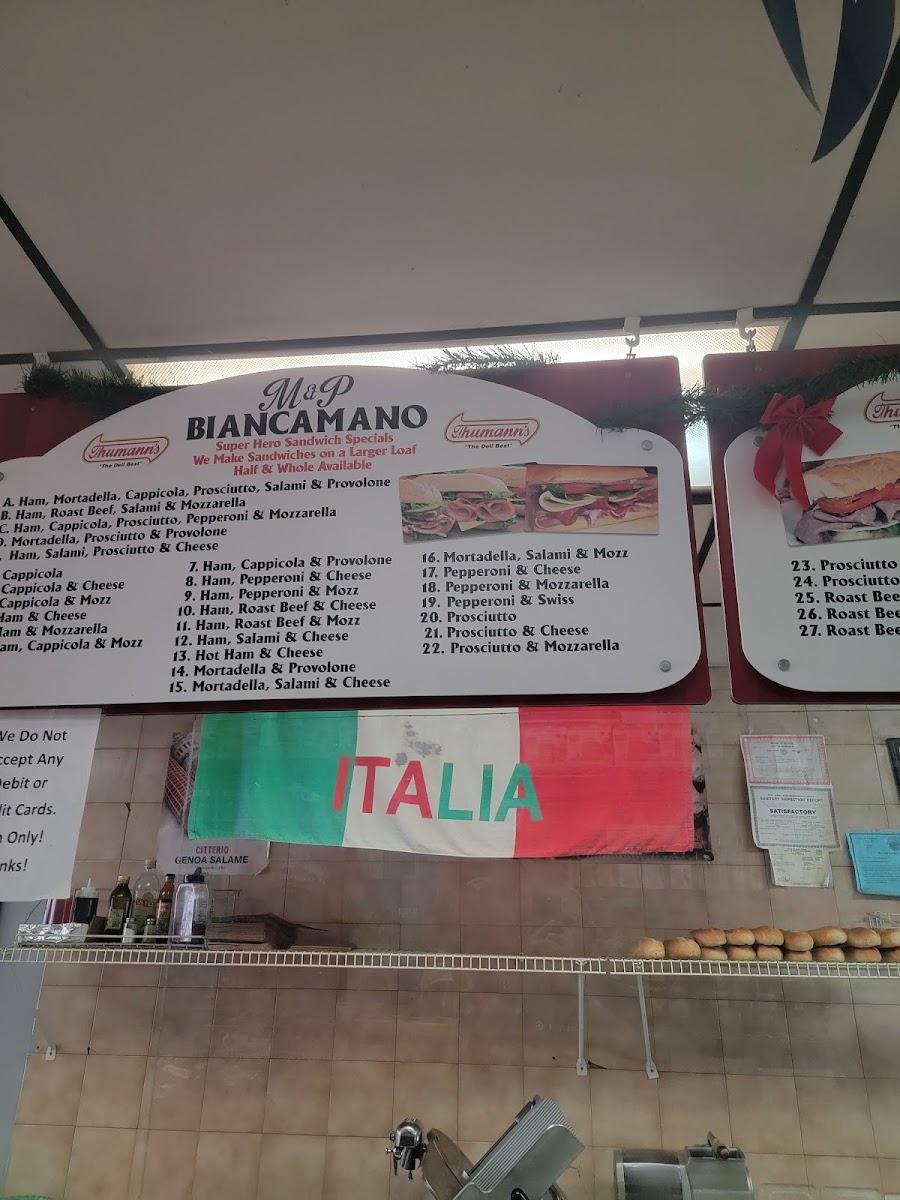 M&P
BIANCAMANO
Thumann's
"The Deli Best"
Super Hero Sandwich Specials
We Make Sandwiches on a Larger Loaf
Half & Whole Available
Thumann's
"The Deli Best"
A. Ham, Mortadella, Cappicola, Prosciutto, Salami & Provolone
B. Ham, Roast Beef, Salami & Mozzarella
C. Ham, Cappicola, Prosciutto, Pepperoni & Mozzarella
D. Mortadella, Prosciutto & Provolone
Ham, Salami, Prosciutto & Cheese
Cappicola
Cappicola & Cheese
Cappicola & Mozz
Ham & Cheese
Ham & Mozzarella
Ham, Cappicola & Mozz
7. Ham, Cappicola & Provolone
8. Ham, Pepperoni & Cheese
9. Ham, Pepperoni & Mozz
10. Ham, Roast Beef & Cheese
11. Ham, Roast Beef & Mozz
12. Ham, Salami & Cheese
13. Hot Ham & Cheese
14. Mortadella & Provolone
15. Mortadella, Salami & Cheese
16. Mortadella, Salami & Mozz
17. Pepperoni & Cheese
18. Pepperoni & Mozzarella
19. Pepperoni & Swiss
20. Prosciutto
21. Prosciutto & Cheese
22. Prosciutto & Mozzarella
23. Prosciutto
24. Prosciutto
25. Roast Bee
26. Roast Bee
27. Roast Bee
We Do Not
Accept Any
Debit or
dit Cards.
Only!
nks!
ITALIA
CITTERIO
GENOA SALAME
SANITARY INSPECTION REPORT
SATISFACTORY